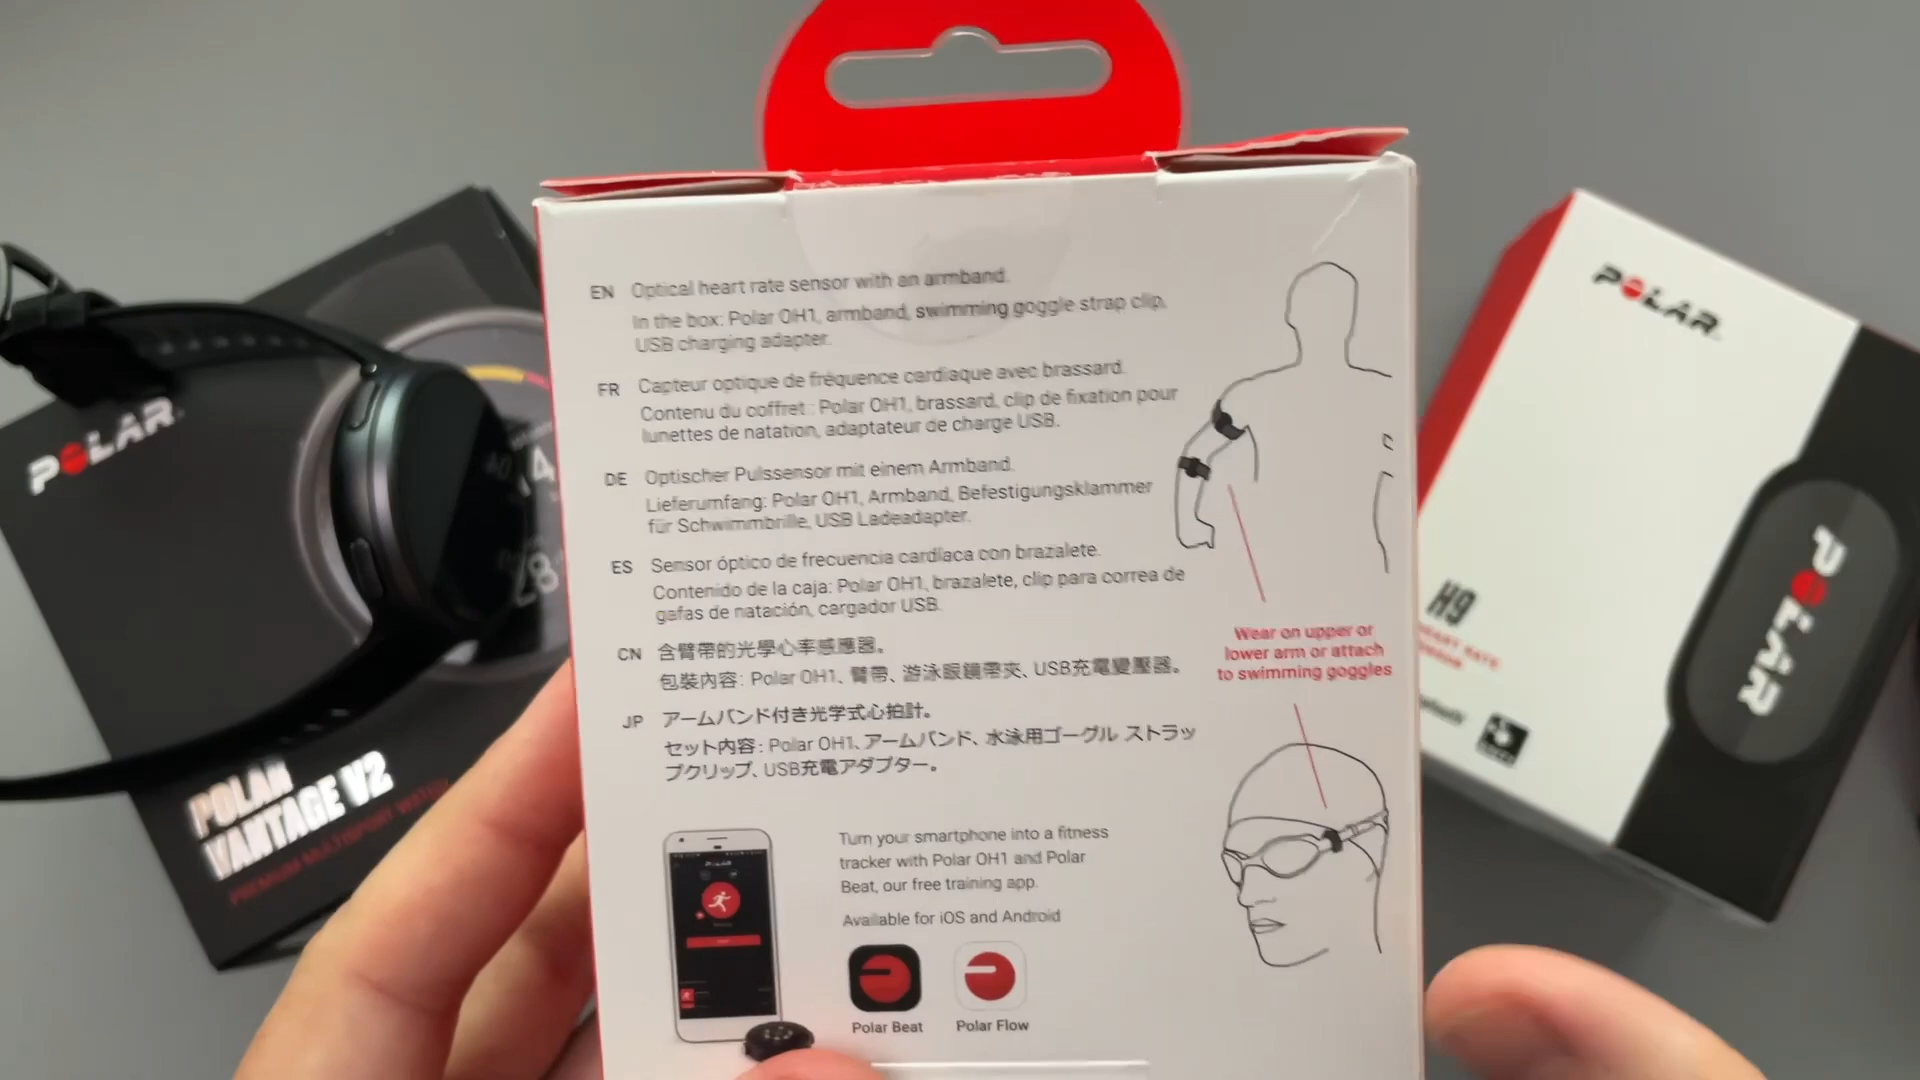 EN Optical heart rate sensor with an armband.
In the box: Polar OH1, armband, swimming goggle strap clip,
USB charging adapter.
FR Capteur optique de fréquence cardiaque avec brassard.
Contenu du coffret : Polar OH1, brassard, clip de fixation pour
lunettes de natation, adaptateur de charge USB.
DE Optischer Pulssensor mit einem Armband.
Lieferumfang: Polar OH1, Armband, Befestigungsklammer
für Schwimmbrille, USB Ladeadapter.
ES Sensor óptico de frecuencia cardíaca con brazalete.
Contenido de la caja: Polar OH1, brazalete, clip para correa de
gafas de natación, cargador USB.
CN 含臂帶的光學心率感應器。
包裝內容: Polar OH1、臂帶、游泳眼鏡帶夾、USB充電變壓器。
JP アームバンド付き光学式心拍計。
セット内容: Polar OH1、アームバンド、水泳用ゴーグル ストラッ
プクリップ、USB充電アダプター。
Wear on upper or
lower arm or attach
to swimming goggles
Turn your smartphone into a fitness
tracker with Polar OH1 and Polar
Beat, our free training app.
Available for iOS and Android
Polar Beat
Polar Flow
POLAR
POLAR
VANTAGE V2
PREMIUM MULTISPORT WATCH
POLAR
H9
HEART RATE
POLAR